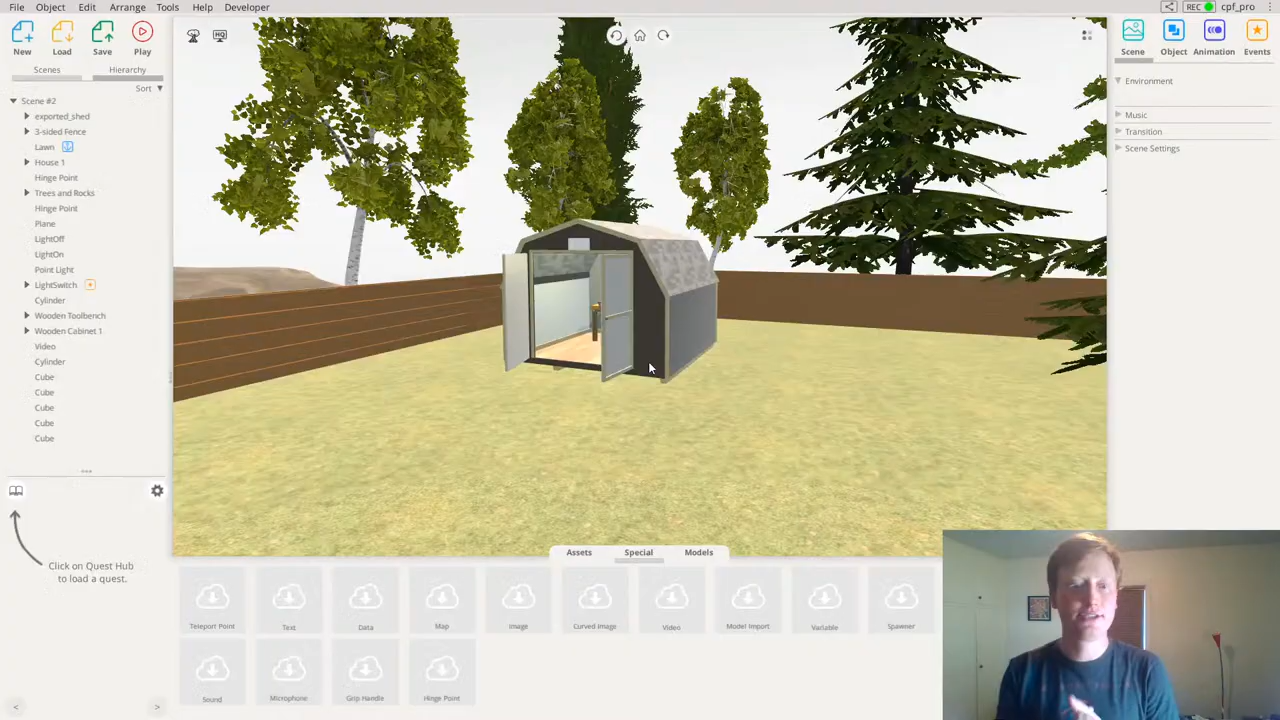 File Object Edit Arrange Tools Help Developer
REC cpf_pro
New Load Save Play
Scenes Hierarchy
Sort
Scene #2
exported_shed
3-sided Fence
Lawn
House 1
Hinge Point
Trees and Rocks
Hinge Point
Plane
LightOff
LightOn
Point Light
LightSwitch
Cylinder
Wooden Toolbench
Wooden Cabinet 1
Video
Cylinder
Cube
Cube
Cube
Cube
Cube
Click on Quest Hub
to load a quest.
HQ
Assets Special Models
Teleport Point Text Data Map Image Curved Image Video Model Import Variable Spawner
Sound Microphone Grip Handle Hinge Point
Scene Object Animation Events
Environment
Music
Transition
Scene Settings